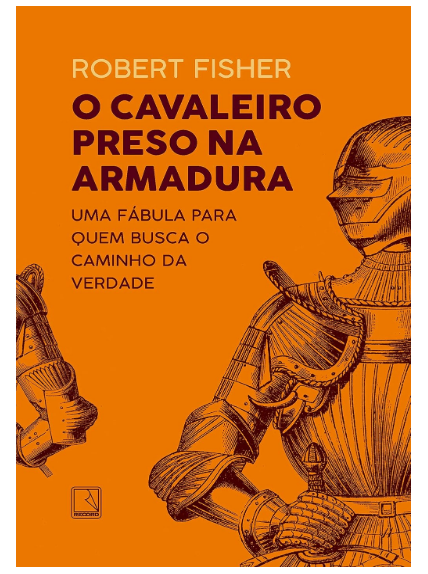 ROBERT FISHER
O CAVALEIRO
PRESO NA
ARMADURA
UMA FÁBULA PARA
QUEM BUSCA O
CAMINHO DA
VERDADE
RECORD